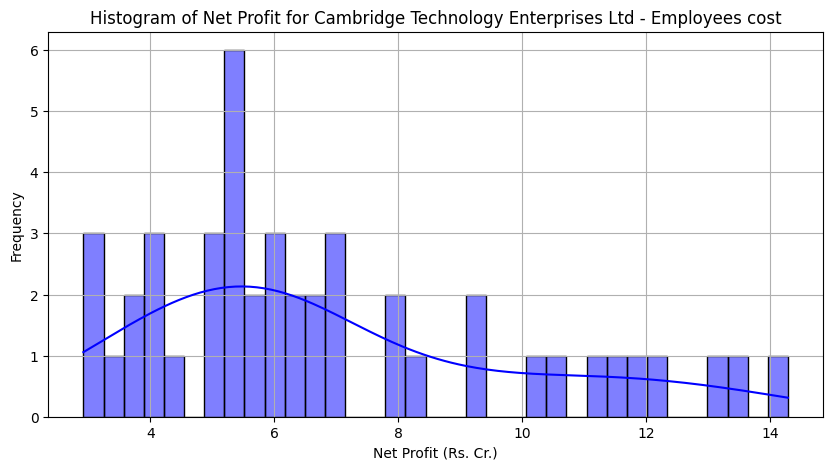 Histogram of Net Profit for Cambridge Technology Enterprises Ltd - Employees cost
6
5
4
3
2
1
0
Frequency
4 6 8 10 12 14
Net Profit (Rs. Cr.)